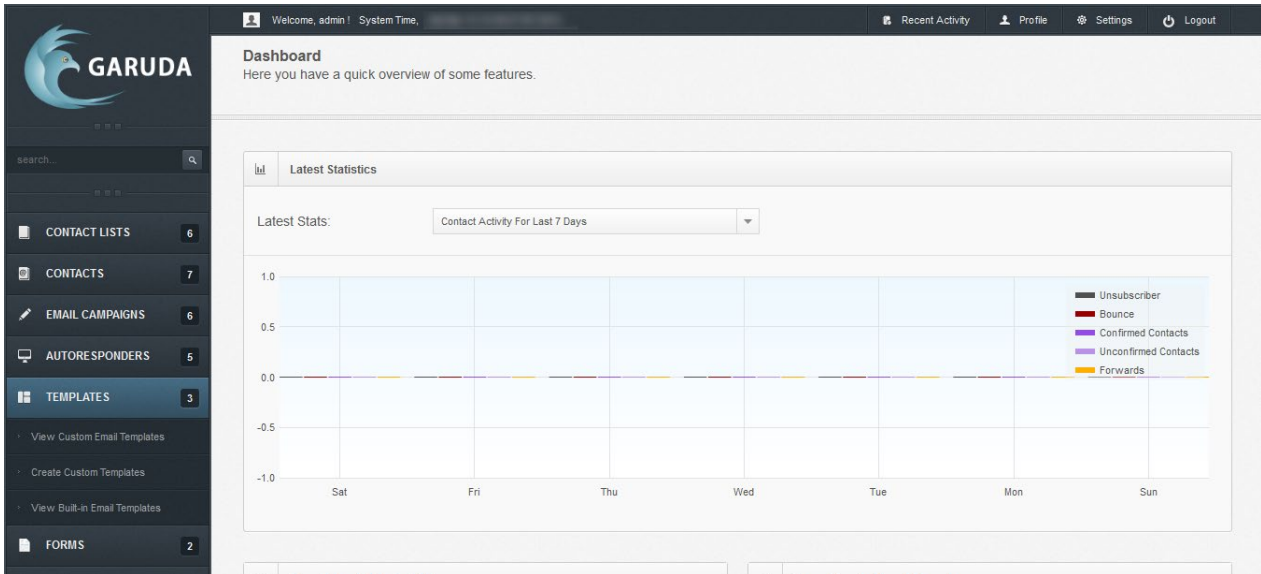 GARUDA
Welcome, admin ! System Time,
Recent Activity
Profile
Settings
Logout
Dashboard
Here you have a quick overview of some features.
search...
CONTACT LISTS 6
CONTACTS 7
EMAIL CAMPAIGNS 6
AUTORESPONDERS 5
TEMPLATES 3
View Custom Email Templates
Create Custom Templates
View Built-in Email Templates
FORMS 2
Latest Statistics
Latest Stats:
Contact Activity For Last 7 Days
1.0
0.5
0.0
-0.5
-1.0
Unsubscriber
Bounce
Confirmed Contacts
Unconfirmed Contacts
Forwards
Sat Fri Thu Wed Tue Mon Sun